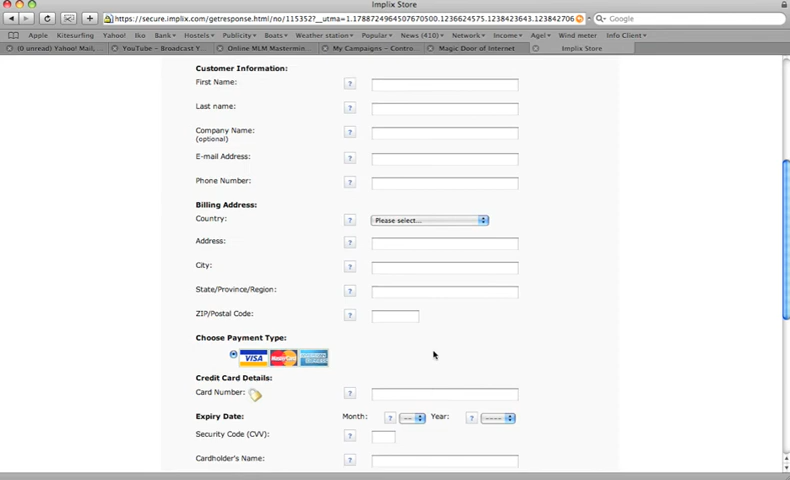 Implix Store
https://secure.implix.com/getresponse.html/no/115352?__utma=1.1788724964507670500.1236624575.1238423643.123842706
Google
Apple Kitesurfing Yahoo! Iko Bank Hostels Publicity Boats Weather station Popular News (410) Network Income Agel Wind meter Info Client
(0 unread) Yahoo! Mail,... YouTube – Broadcast Y... Online MLM Mastermin... My Campaigns – Contro... Magic Door of Internet Implix Store
Customer Information:
First Name: ?
Last name: ?
Company Name: ?
(optional)
E-mail Address: ?
Phone Number: ?
Billing Address:
Country: ? Please select...
Address: ?
City: ?
State/Province/Region: ?
ZIP/Postal Code: ?
Choose Payment Type:
VISA MasterCard
Credit Card Details:
Card Number: ?
Expiry Date: Month: ? -- Year: ? ----
Security Code (CVV): ?
Cardholder's Name: ?